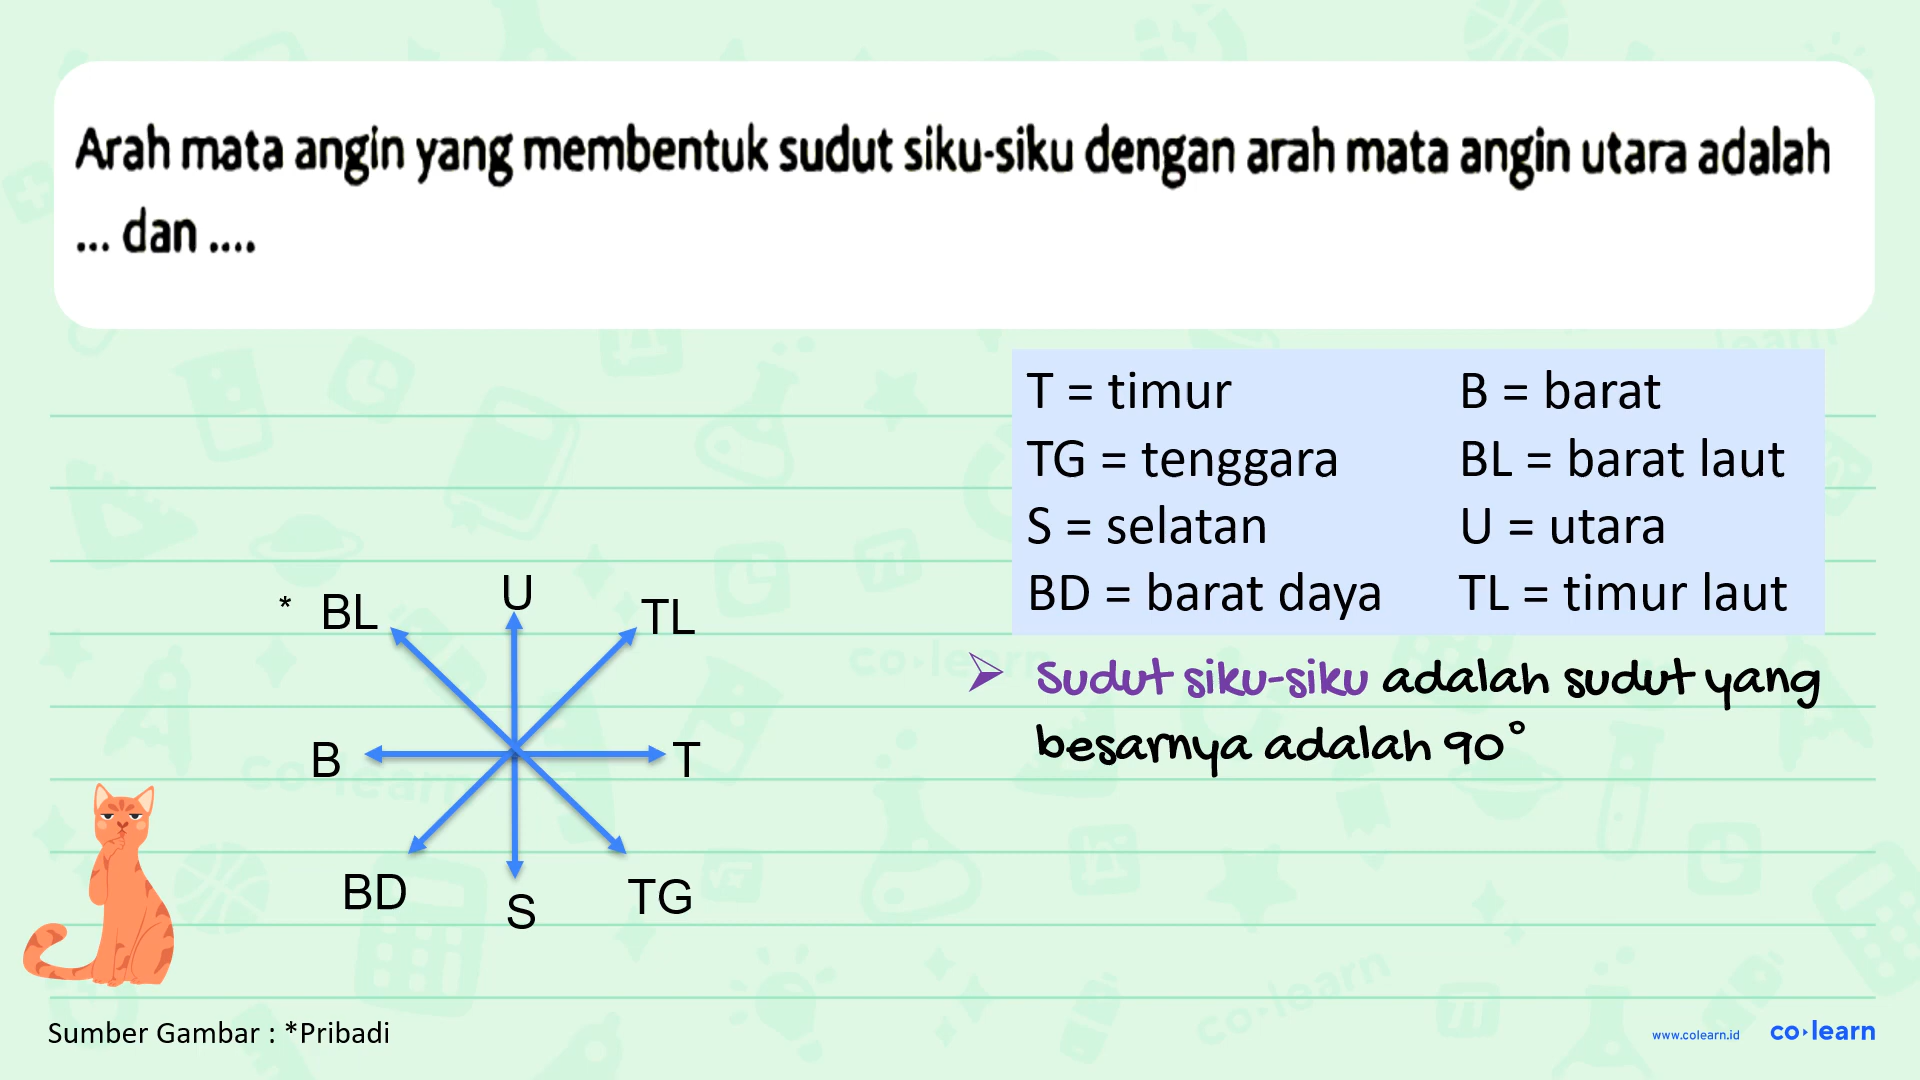 Arah mata angin yang membentuk sudut siku-siku dengan arah mata angin utara adalah
... dan ....
T = timur B = barat
TG = tenggara BL = barat laut
S = selatan U = utara
BD = barat daya TL = timur laut
➢ Sudut siku-siku adalah sudut yang
besarnya adalah 90°
* BL U TL
B T
BD S TG
Sumber Gambar : *Pribadi
www.colearn.id co·learn